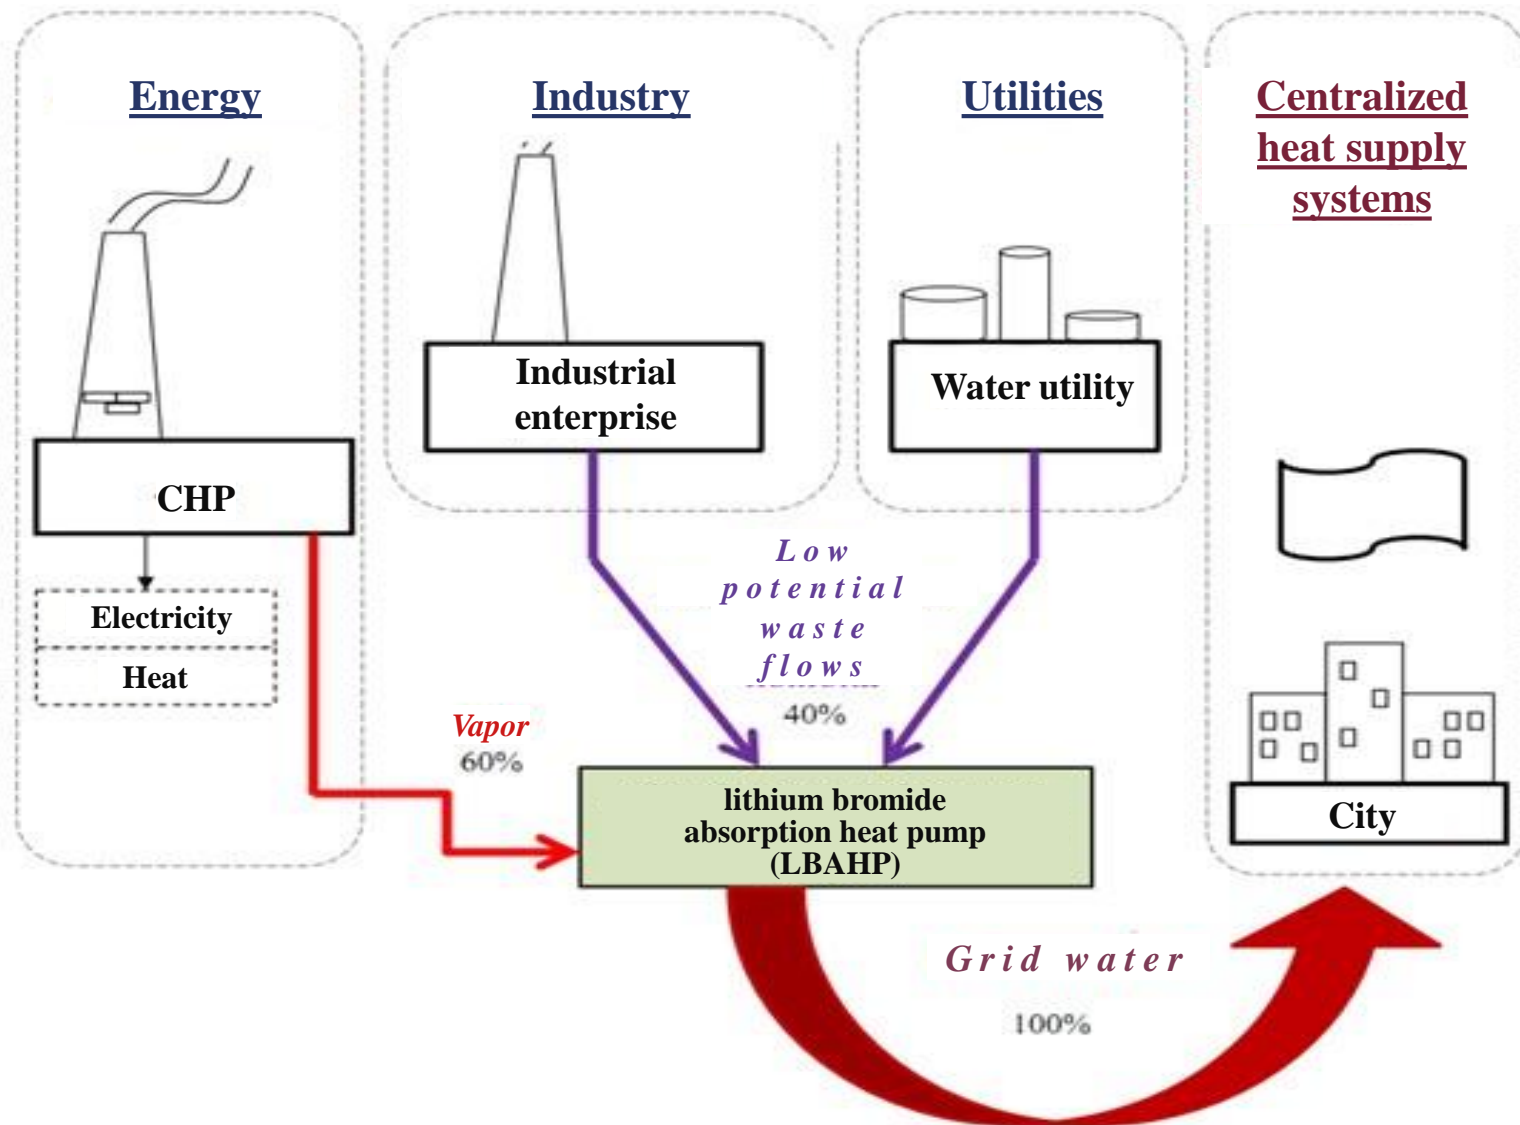 Energy
Industry
Utilities
Centralized
heat supply
systems
Industrial
enterprise
Water utility
CHP
Electricity
Heat
Low
potential
waste
flows
40%
Vapor
60%
lithium bromide
absorption heat pump
(LBAHP)
City
Grid water
100%